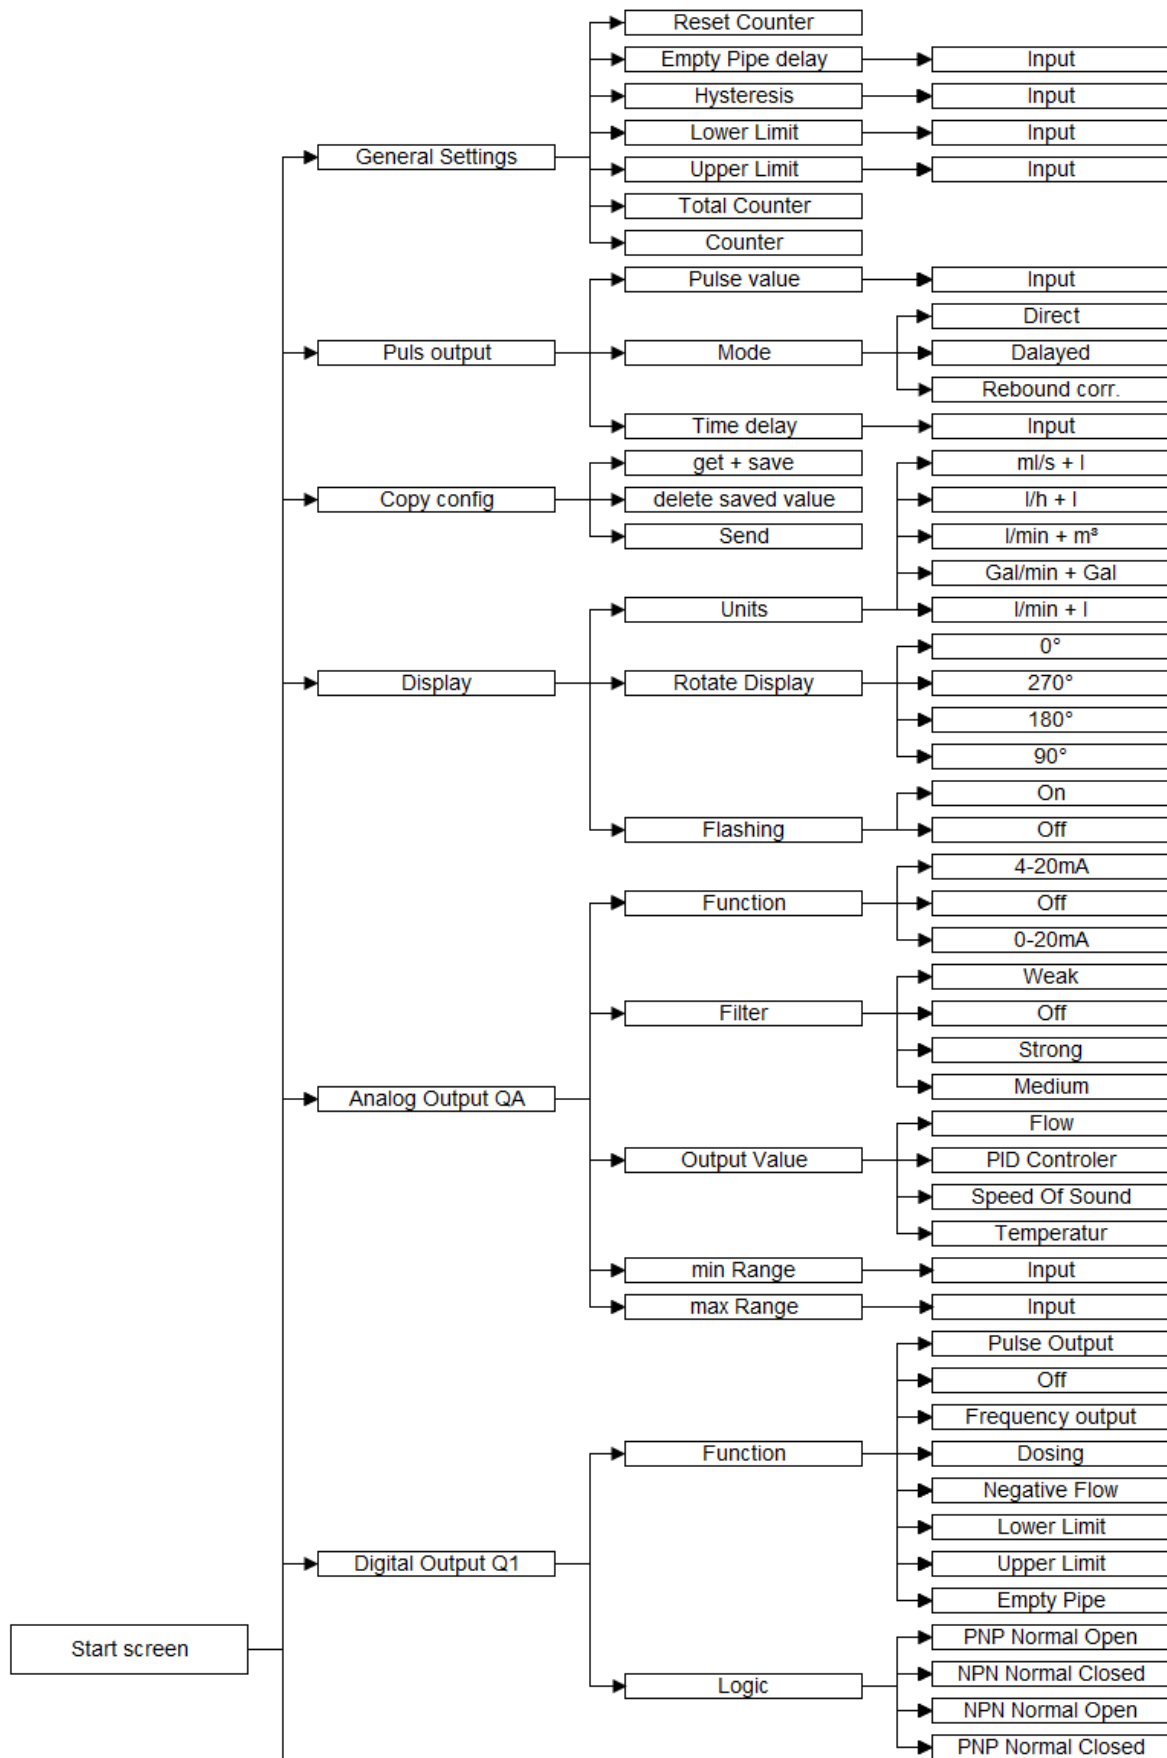 Reset Counter
Empty Pipe delay
Input
Hysteresis
Input
Lower Limit
Input
General Settings
Upper Limit
Input
Total Counter
Counter
Pulse value
Input
Direct
Puls output
Mode
Dalayed
Rebound corr.
Time delay
Input
get + save
ml/s + l
Copy config
delete saved value
l/h + l
Send
l/min + m³
Gal/min + Gal
Units
l/min + l
0°
Display
Rotate Display
270°
180°
90°
On
Flashing
Off
4-20mA
Function
Off
0-20mA
Weak
Filter
Off
Strong
Analog Output QA
Medium
Flow
Output Value
PID Controler
Speed Of Sound
Temperatur
min Range
Input
max Range
Input
Pulse Output
Off
Frequency output
Function
Dosing
Negative Flow
Lower Limit
Digital Output Q1
Upper Limit
Empty Pipe
Start screen
PNP Normal Open
NPN Normal Closed
Logic
NPN Normal Open
PNP Normal Closed